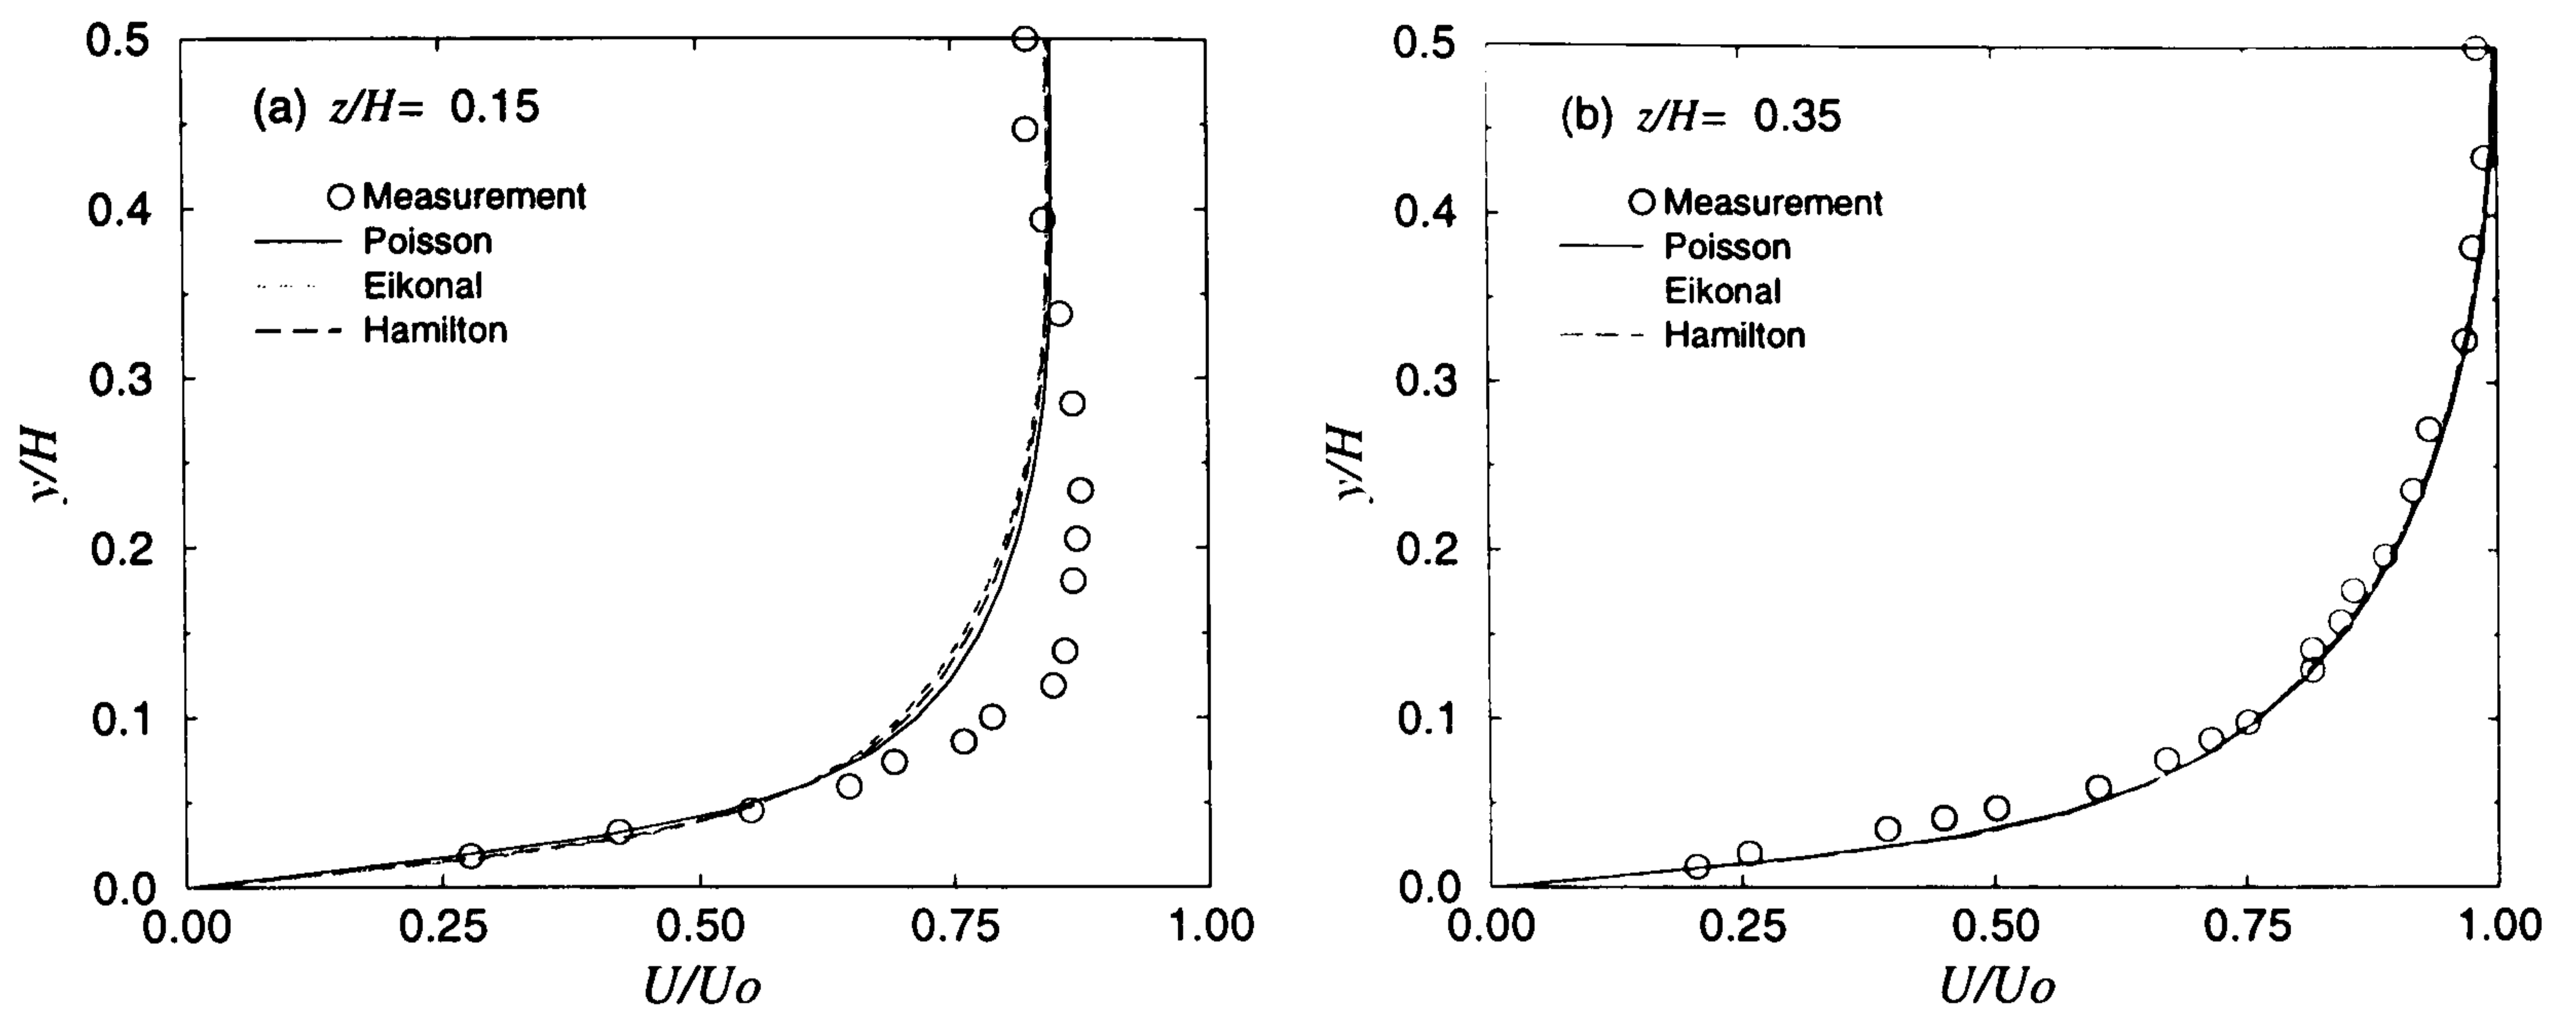 (a) z/H= 0.15
Measurement
Poisson
Eikonal
Hamilton
0.5
0.4
0.3
0.2
0.1
0.0
y/H
0.00 0.25 0.50 0.75 1.00
U/Uo
(b) z/H= 0.35
Measurement
Poisson
Eikonal
Hamilton
0.5
0.4
0.3
0.2
0.1
0.0
y/H
0.00 0.25 0.50 0.75 1.00
U/Uo